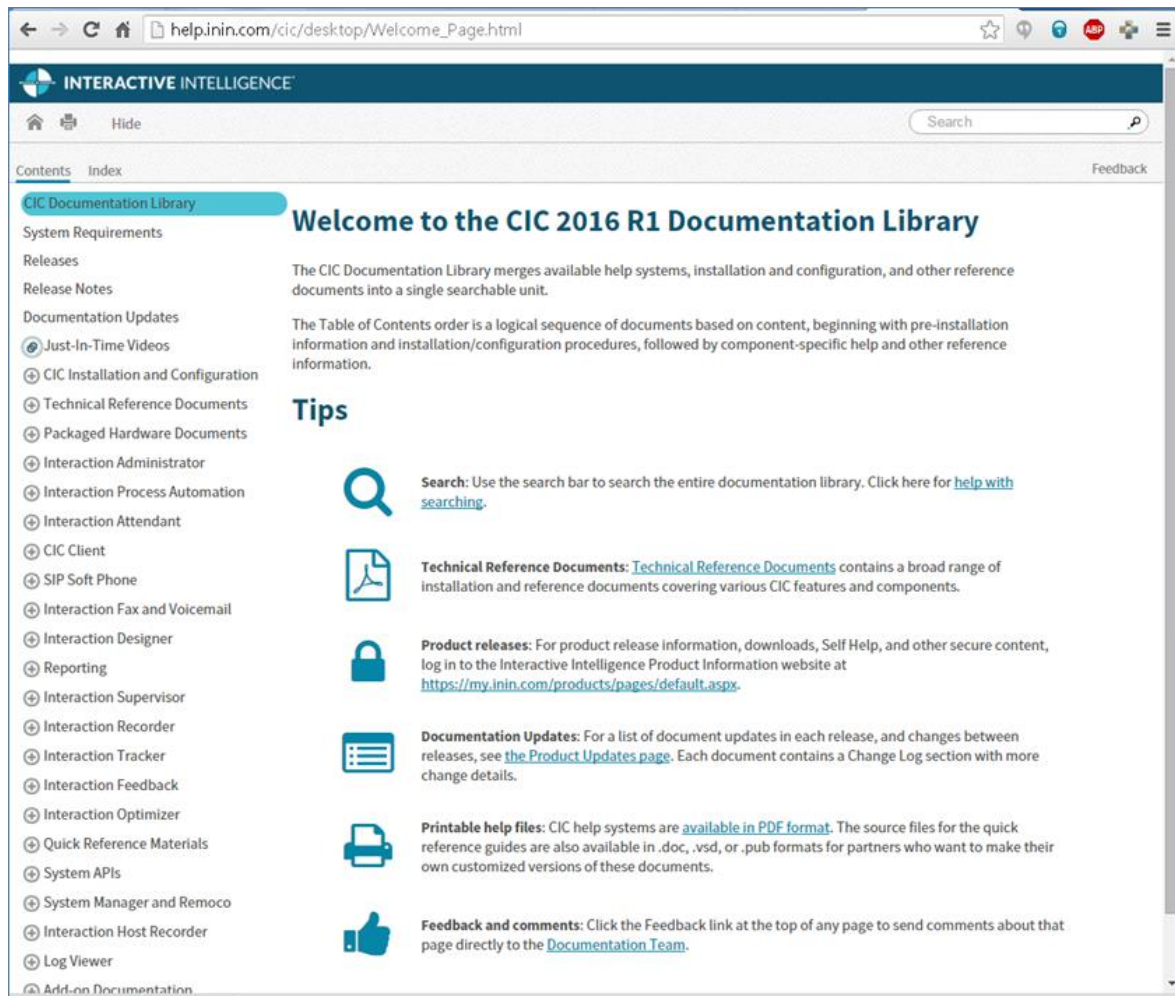 help.inin.com/cic/desktop/Welcome_Page.html
ABP
INTERACTIVE INTELLIGENCE
Hide
Search
Contents Index
Feedback
CIC Documentation Library
System Requirements
Releases
Release Notes
Documentation Updates
Just-In-Time Videos
CIC Installation and Configuration
Technical Reference Documents
Packaged Hardware Documents
Interaction Administrator
Interaction Process Automation
Interaction Attendant
CIC Client
SIP Soft Phone
Interaction Fax and Voicemail
Interaction Designer
Reporting
Interaction Supervisor
Interaction Recorder
Interaction Tracker
Interaction Feedback
Interaction Optimizer
Quick Reference Materials
System APIs
System Manager and Remoco
Interaction Host Recorder
Log Viewer
Add-on Documentation
Welcome to the CIC 2016 R1 Documentation Library
The CIC Documentation Library merges available help systems, installation and configuration, and other reference
documents into a single searchable unit.
The Table of Contents order is a logical sequence of documents based on content, beginning with pre-installation
information and installation/configuration procedures, followed by component-specific help and other reference
information.
Tips
Search: Use the search bar to search the entire documentation library. Click here for help with
searching.
Technical Reference Documents: Technical Reference Documents contains a broad range of
installation and reference documents covering various CIC features and components.
Product releases: For product release information, downloads, Self Help, and other secure content,
log in to the Interactive Intelligence Product Information website at
https://my.inin.com/products/pages/default.aspx.
Documentation Updates: For a list of document updates in each release, and changes between
releases, see the Product Updates page. Each document contains a Change Log section with more
change details.
Printable help files: CIC help systems are available in PDF format. The source files for the quick
reference guides are also available in .doc, .vsd, or .pub formats for partners who want to make their
own customized versions of these documents.
Feedback and comments: Click the Feedback link at the top of any page to send comments about that
page directly to the Documentation Team.